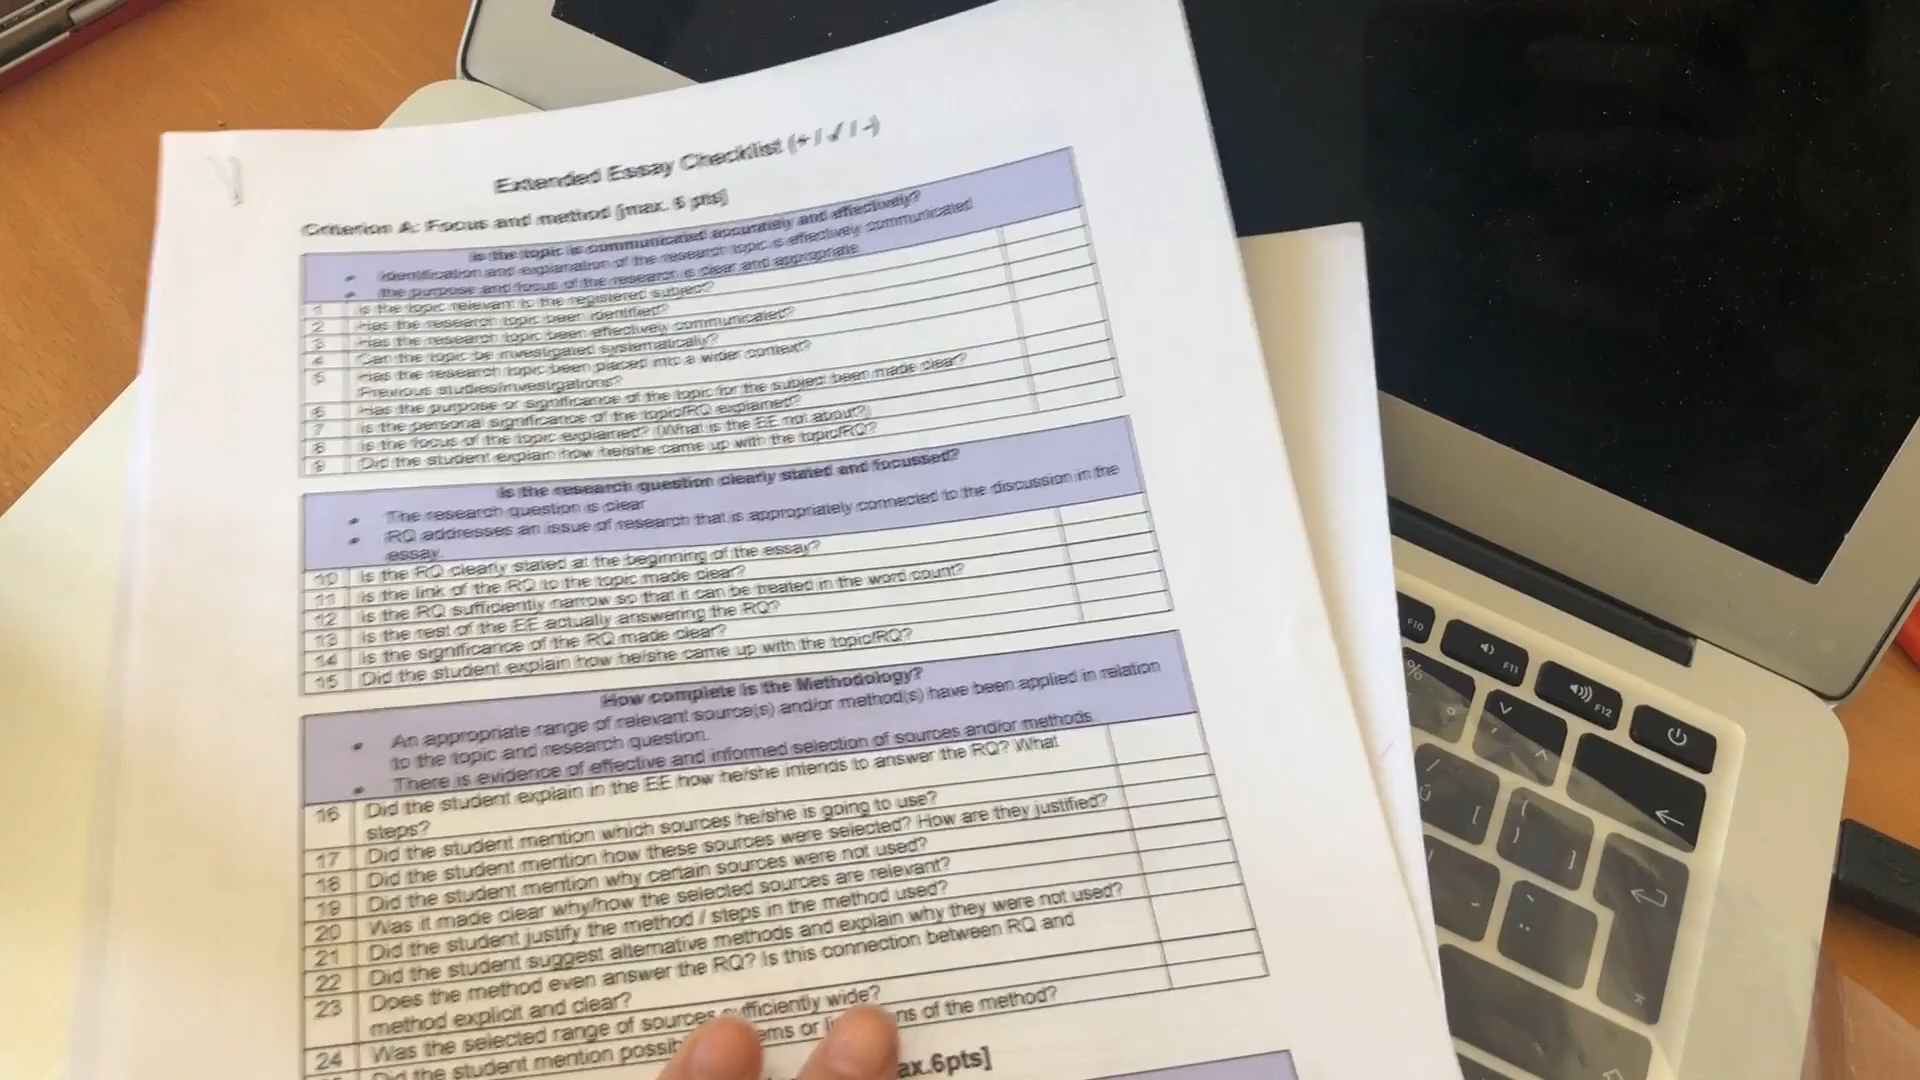 Extended Essay Checklist (+ / √ / -)
Criterion A: Focus and method [max. 6 pts]
Is the topic is communicated accurately and effectively?
• Identification and explanation of the research topic is effectively communicated
• the purpose and focus of the research is clear and appropriate
1 Is the topic relevant to the registered subject?
2 Has the research topic been identified?
3 Has the research topic been effectively communicated?
4 Can the topic be investigated systematically?
5 Has the research topic been placed into a wider context?
Previous studies/investigations?
6 Has the purpose or significance of the topic for the subject been made clear?
7 Is the personal significance of the topic/RQ explained?
8 Is the focus of the topic explained? (What is the EE not about?)
9 Did the student explain how he/she came up with the topic/RQ?
Is the research question clearly stated and focussed?
• The research question is clear
• RQ addresses an issue of research that is appropriately connected to the discussion in the
essay.
10 Is the RQ clearly stated at the beginning of the essay?
11 Is the link of the RQ to the topic made clear?
12 Is the RQ sufficiently narrow so that it can be treated in the word count?
13 Is the rest of the EE actually answering the RQ?
14 Is the significance of the RQ made clear?
15 Did the student explain how he/she came up with the topic/RQ?
How complete is the Methodology?
• An appropriate range of relevant source(s) and/or method(s) have been applied in relation
to the topic and research question.
• There is evidence of effective and informed selection of sources and/or methods
16 Did the student explain in the EE how he/she intends to answer the RQ? What
steps?
17 Did the student mention which sources he/she is going to use?
18 Did the student mention how these sources were selected? How are they justified?
19 Did the student mention why certain sources were not used?
20 Was it made clear why/how the selected sources are relevant?
21 Did the student justify the method / steps in the method used?
22 Did the student suggest alternative methods and explain why they were not used?
23 Does the method even answer the RQ? Is this connection between RQ and
method explicit and clear?
24 Was the selected range of sources sufficiently wide?
Did the student mention of the method?
max.6pts]
F10
F11
F12
%